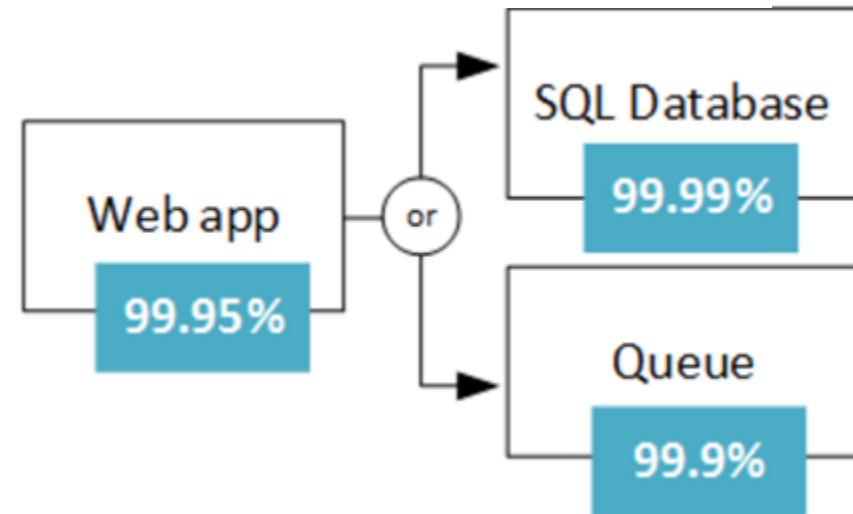 Web app
99.95%
or
SQL Database
99.99%
Queue
99.9%